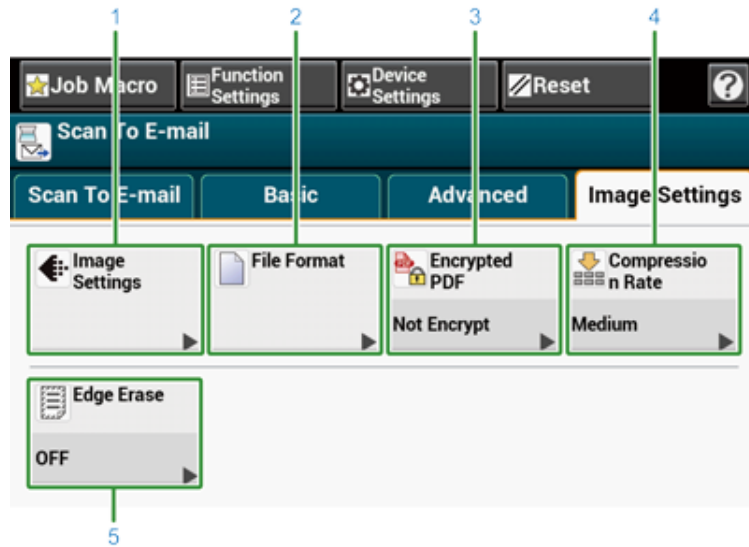 1 2 3 4
Job Macro
Function
Settings
Device
Settings
Reset
?
Scan To E-mail
Scan To E-mail
Basic
Advanced
Image Settings
Image
Settings
File Format
Encrypted
PDF
Not Encrypt
Compressio
n Rate
Medium
Edge Erase
OFF
5